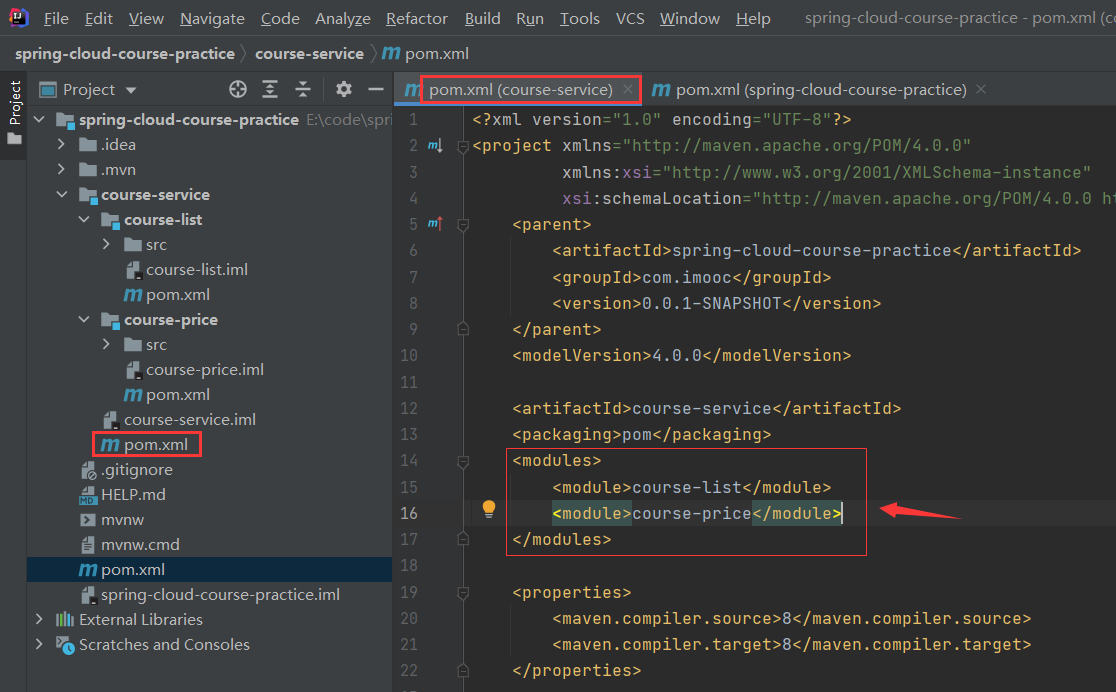 File Edit View Navigate Code Analyze Refactor Build Run Tools VCS Window Help spring-cloud-course-practice - pom.xml (
spring-cloud-course-practice course-service m pom.xml
Project
Project
spring-cloud-course-practice E:\code\spri
.idea
.mvn
course-service
course-list
src
course-list.iml
m pom.xml
course-price
src
course-price.iml
m pom.xml
course-service.iml
m pom.xml
.gitignore
MD HELP.md
mvnw
mvnw.cmd
m pom.xml
spring-cloud-course-practice.iml
External Libraries
Scratches and Consoles
m pom.xml (course-service) × m pom.xml (spring-cloud-course-practice) ×
1 <?xml version="1.0" encoding="UTF-8"?>
2 m <project xmlns="http://maven.apache.org/POM/4.0.0"
3 xmlns:xsi="http://www.w3.org/2001/XMLSchema-instance"
4 xsi:schemaLocation="http://maven.apache.org/POM/4.0.0 ht
5 m <parent>
6 <artifactId>spring-cloud-course-practice</artifactId>
7 <groupId>com.imooc</groupId>
8 <version>0.0.1-SNAPSHOT</version>
9 </parent>
10 <modelVersion>4.0.0</modelVersion>
11
12 <artifactId>course-service</artifactId>
13 <packaging>pom</packaging>
14 <modules>
15 <module>course-list</module>
16 <module>course-price</module>
17 </modules>
18
19 <properties>
20 <maven.compiler.source>8</maven.compiler.source>
21 <maven.compiler.target>8</maven.compiler.target>
22 </properties>